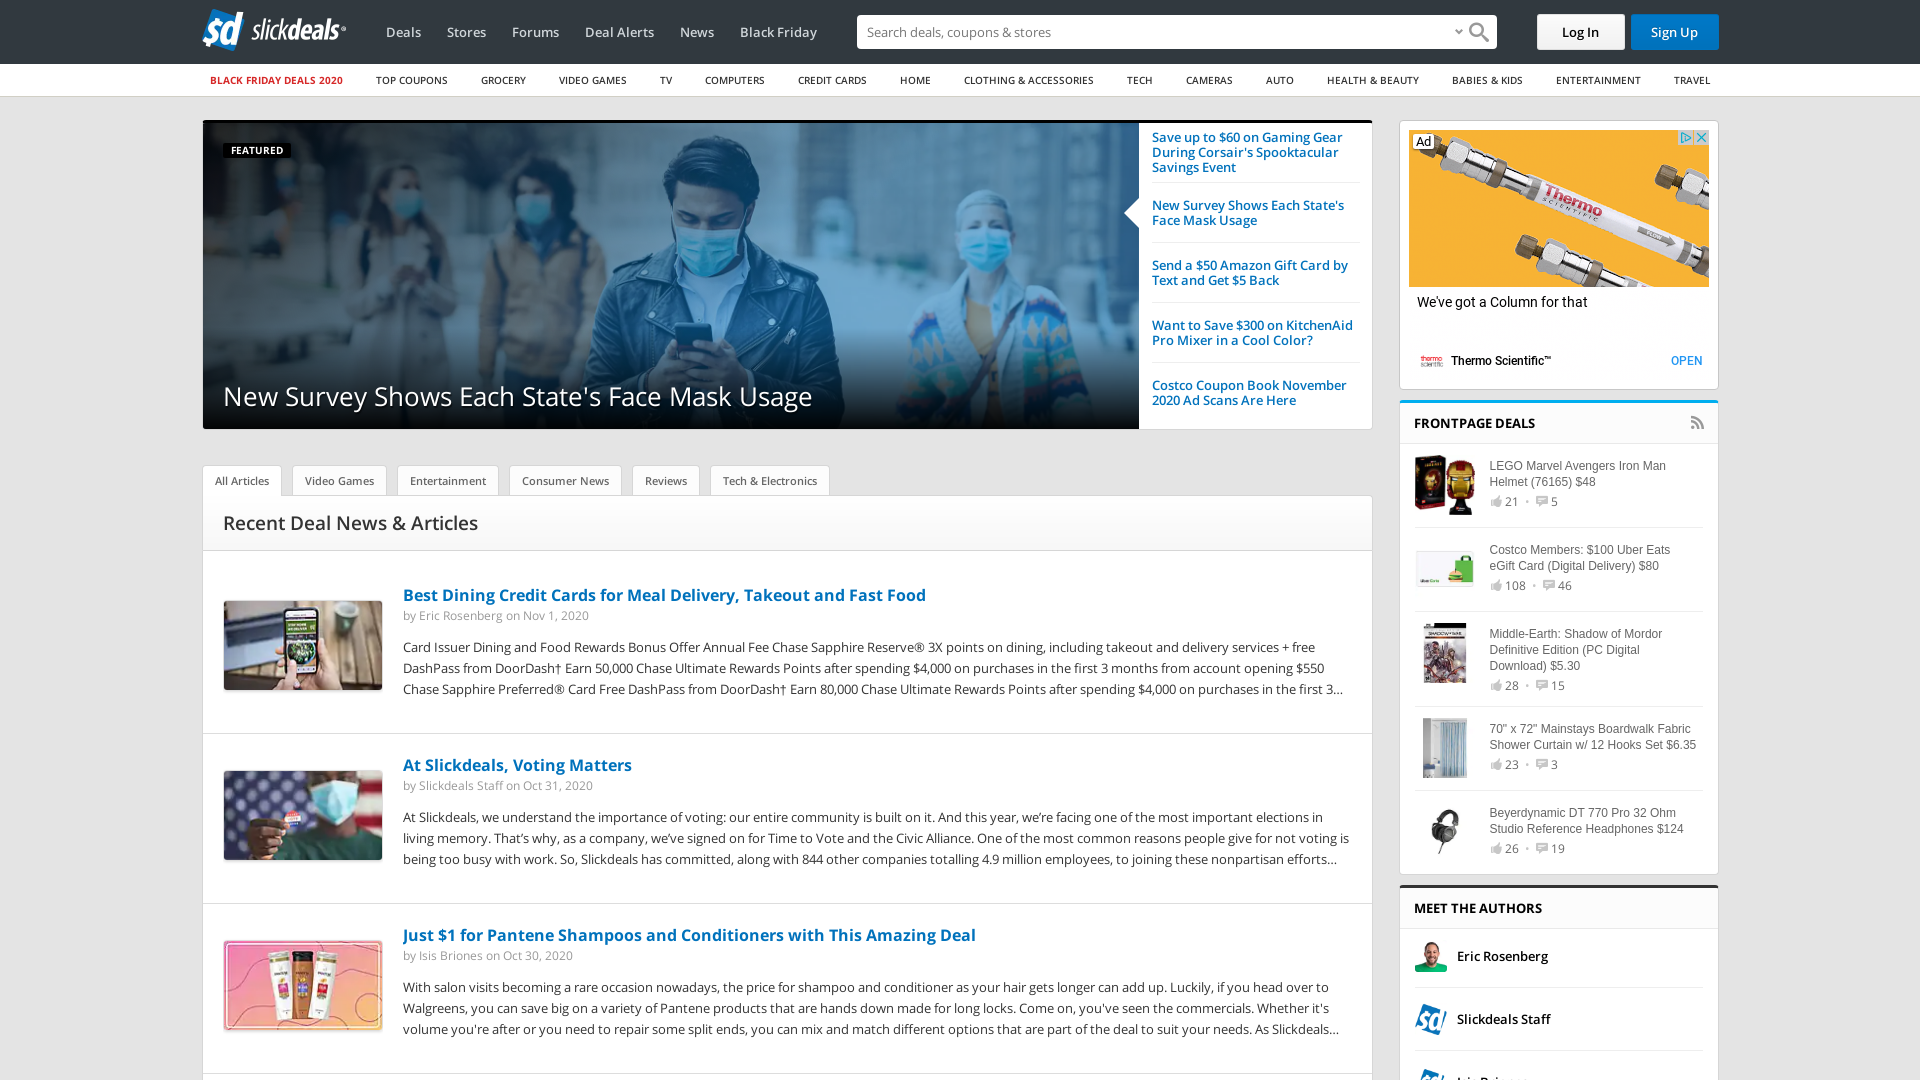 sd slickdeals
Deals
Stores
Forums
Deal Alerts
News
Black Friday
Search deals, coupons & stores
Log In
Sign Up
BLACK FRIDAY DEALS 2020
TOP COUPONS
GROCERY
VIDEO GAMES
TV
COMPUTERS
CREDIT CARDS
HOME
CLOTHING & ACCESSORIES
TECH
CAMERAS
AUTO
HEALTH & BEAUTY
BABIES & KIDS
ENTERTAINMENT
TRAVEL
FEATURED
New Survey Shows Each State's Face Mask Usage
Save up to $60 on Gaming Gear
During Corsair's Spooktacular
Savings Event
New Survey Shows Each State's
Face Mask Usage
Send a $50 Amazon Gift Card by
Text and Get $5 Back
Want to Save $300 on KitchenAid
Pro Mixer in a Cool Color?
Costco Coupon Book November
2020 Ad Scans Are Here
All Articles
Video Games
Entertainment
Consumer News
Reviews
Tech & Electronics
Recent Deal News & Articles
Best Dining Credit Cards for Meal Delivery, Takeout and Fast Food
by Eric Rosenberg on Nov 1, 2020
Card Issuer Dining and Food Rewards Bonus Offer Annual Fee Chase Sapphire Reserve® 3X points on dining, including takeout and delivery services + free
DashPass from DoorDash† Earn 50,000 Chase Ultimate Rewards Points after spending $4,000 on purchases in the first 3 months from account opening $550
Chase Sapphire Preferred® Card Free DashPass from DoorDash† Earn 80,000 Chase Ultimate Rewards Points after spending $4,000 on purchases in the first 3...
At Slickdeals, Voting Matters
by Slickdeals Staff on Oct 31, 2020
At Slickdeals, we understand the importance of voting: our entire community is built on it. And this year, we’re facing one of the most important elections in
living memory. That’s why, as a company, we’ve signed on for Time to Vote and the Civic Alliance. One of the most common reasons people give for not voting is
being too busy with work. So, Slickdeals has committed, along with 844 other companies totalling 4.9 million employees, to joining these nonpartisan efforts...
Just $1 for Pantene Shampoos and Conditioners with This Amazing Deal
by Isis Briones on Oct 30, 2020
With salon visits becoming a rare occasion nowadays, the price for shampoo and conditioner as your hair gets longer can add up. Luckily, if you head over to
Walgreens, you can save big on a variety of Pantene products that are hands down made for long locks. Come on, you've seen the commercials. Whether it's
volume you're after or you need to repair some split ends, you can mix and match different options that are part of the deal to suit your needs. As Slickdeals...
Ad
Thermo
SCIENTIFIC
FLOW
We've got a Column for that
Thermo Scientific™
OPEN
FRONTPAGE DEALS
LEGO Marvel Avengers Iron Man
Helmet (76165) $48
21 • 5
Costco Members: $100 Uber Eats
eGift Card (Digital Delivery) $80
108 • 46
Middle-Earth: Shadow of Mordor
Definitive Edition (PC Digital
Download) $5.30
28 • 15
70" x 72" Mainstays Boardwalk Fabric
Shower Curtain w/ 12 Hooks Set $6.35
23 • 3
Beyerdynamic DT 770 Pro 32 Ohm
Studio Reference Headphones $124
26 • 19
MEET THE AUTHORS
Eric Rosenberg
sd
Slickdeals Staff